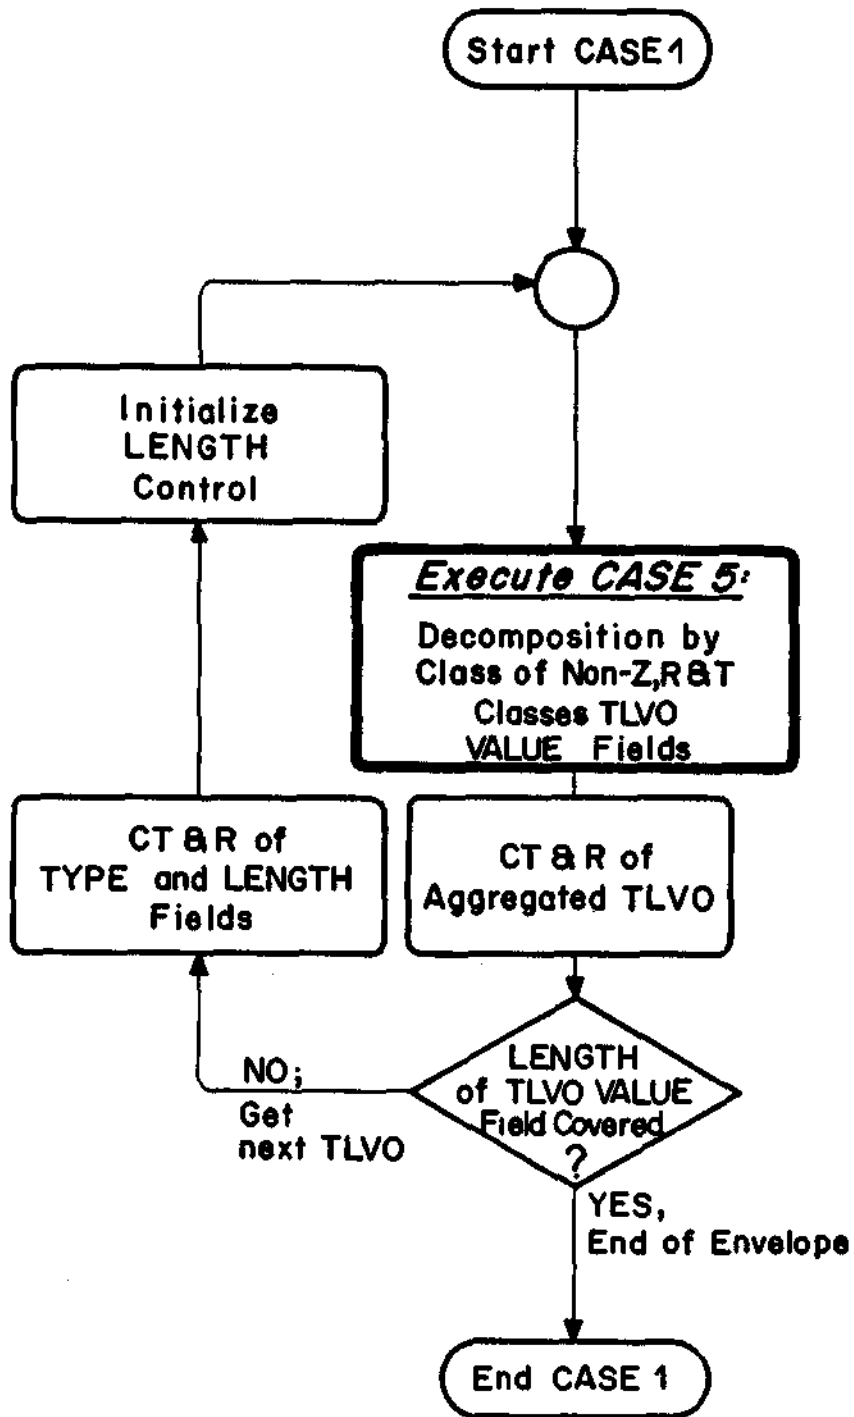 Start CASE 1
Initialize
LENGTH
Control
Execute CASE 5:
Decomposition by
Class of Non-Z,R&T
Classes TLVO
VALUE Fields
CT & R of
TYPE and LENGTH
Fields
CT & R of
Aggregated TLVO
LENGTH
of TLVO VALUE
Field Covered
?
NO;
Get
next TLVO
YES,
End of Envelope
End CASE 1